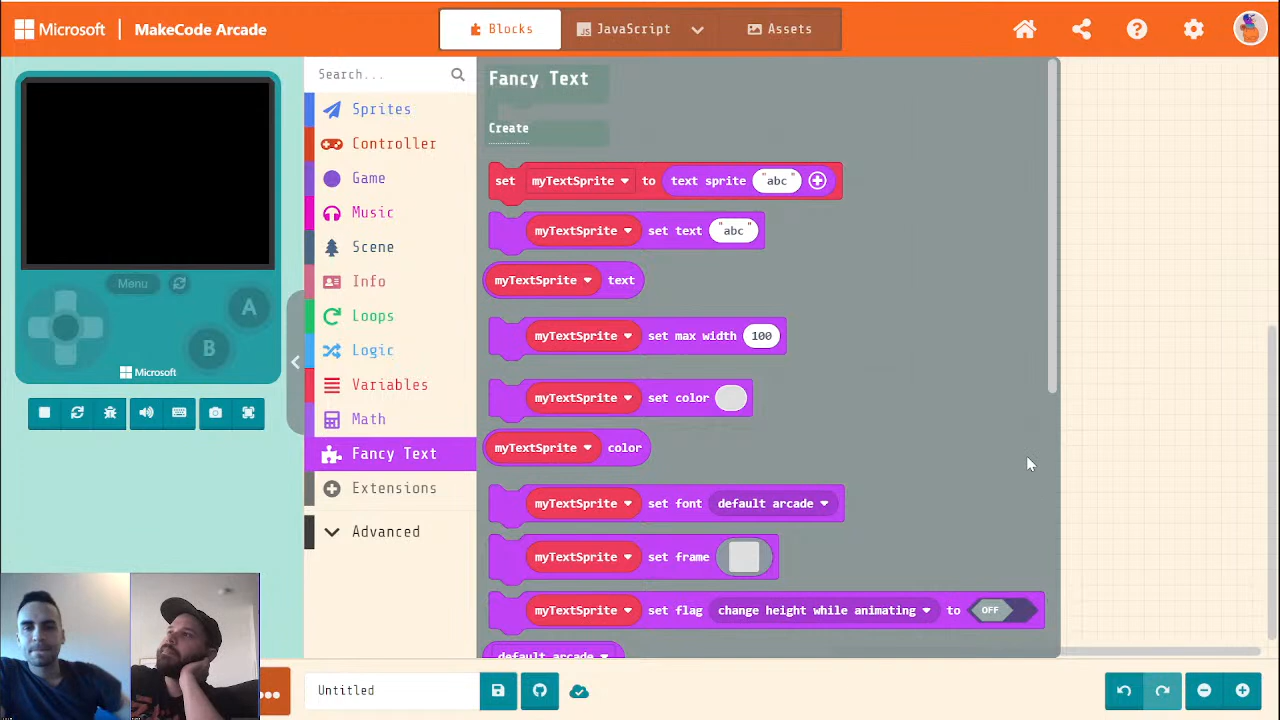 Microsoft | MakeCode Arcade
Blocks
JavaScript
Assets
Menu
A
B
Microsoft
Search...
Sprites
Controller
Game
Music
Scene
Info
Loops
Logic
Variables
Math
Fancy Text
Extensions
Advanced
Fancy Text
Create
set myTextSprite to text sprite "abc"
myTextSprite set text "abc"
myTextSprite text
myTextSprite set max width 100
myTextSprite set color
myTextSprite color
myTextSprite set font default arcade
myTextSprite set frame
myTextSprite set flag change height while animating to OFF
default arcade
Untitled